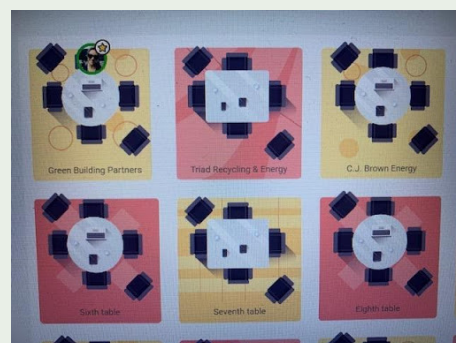 Green Building Partners
Triad Recycling & Energy
C.J. Brown Energy
Sixth table
Seventh table
Eighth table